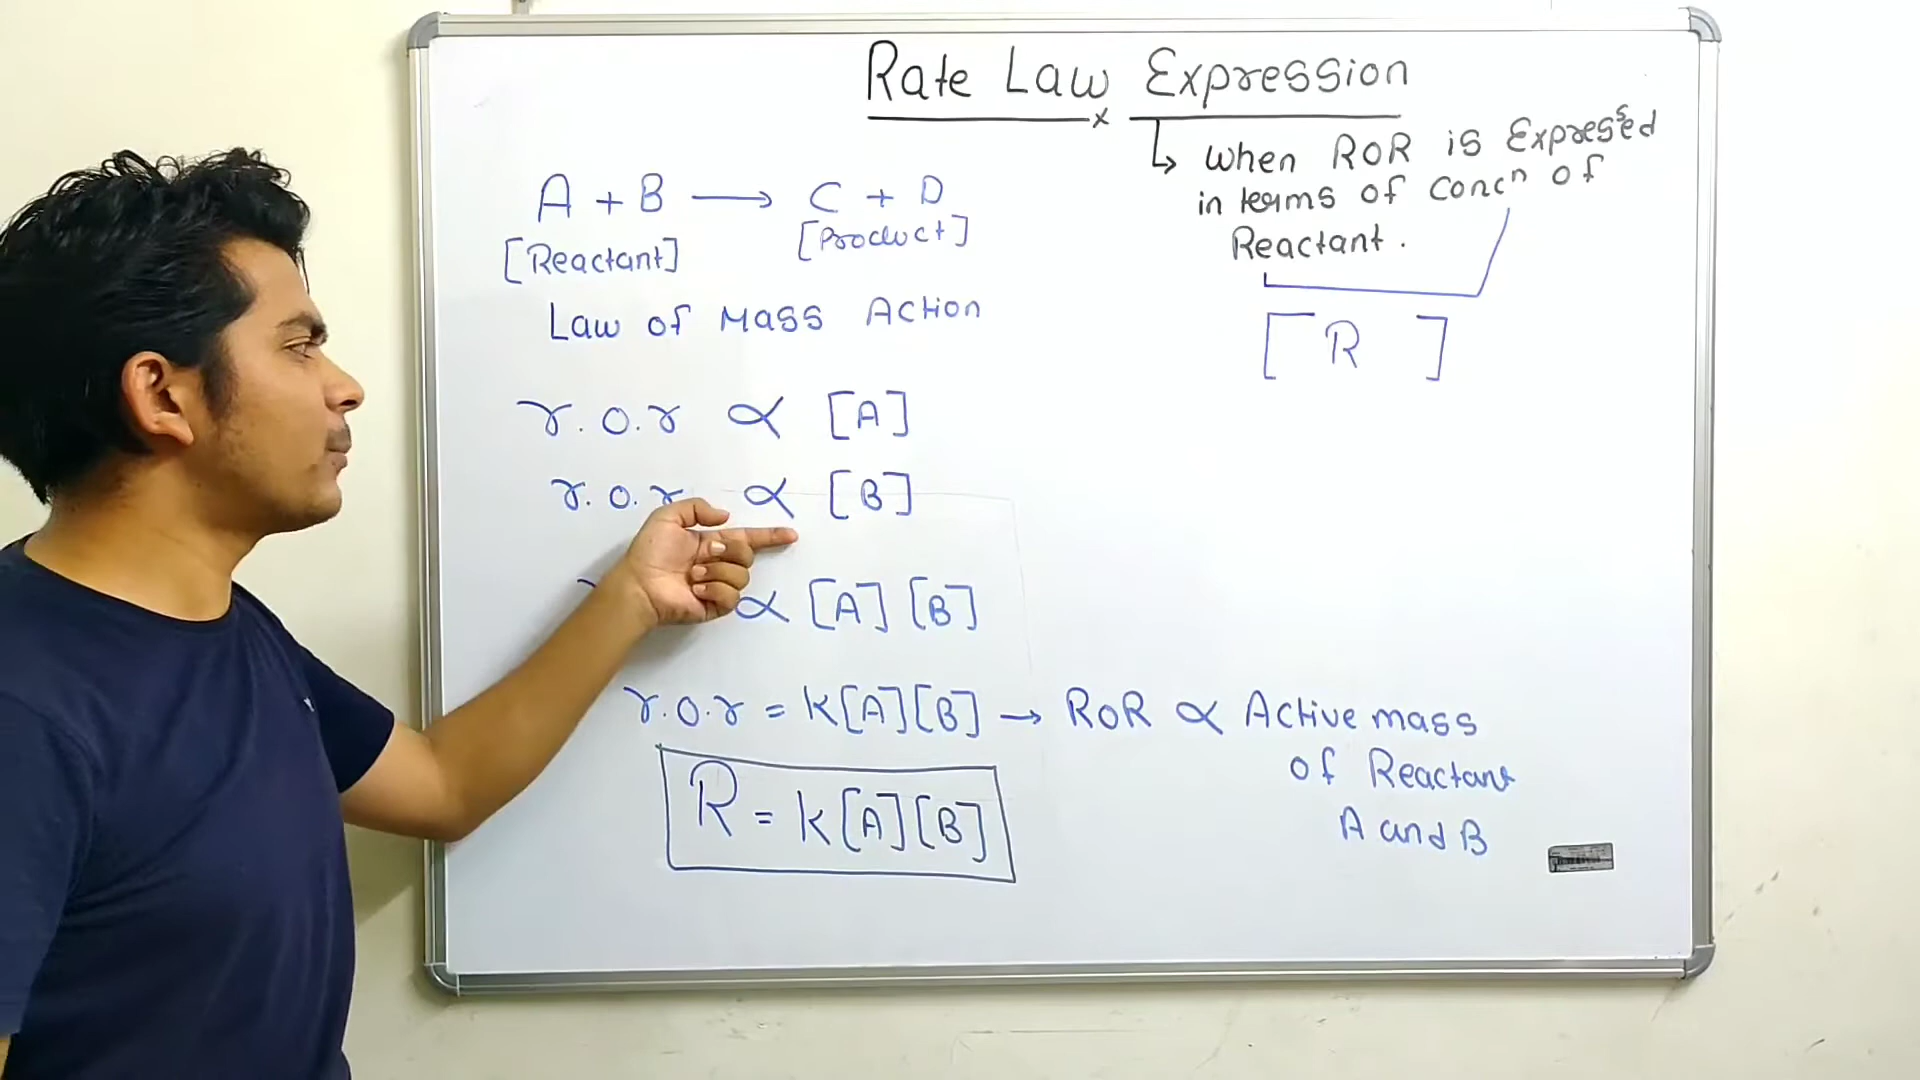 Rate Law Expression
x
↳ when ROR is Expressed
in terms of concⁿ of
Reactant .
[ R ]
A + B ⟶ C + D
[Reactant] [Product]
Law of Mass Action
r.o.r ∝ [A]
r.o.r ∝ [B]
∝ [A] [B]
r.o.r = K[A][B] → ROR ∝ Active mass
of Reactant
A and B
R = K[A][B]